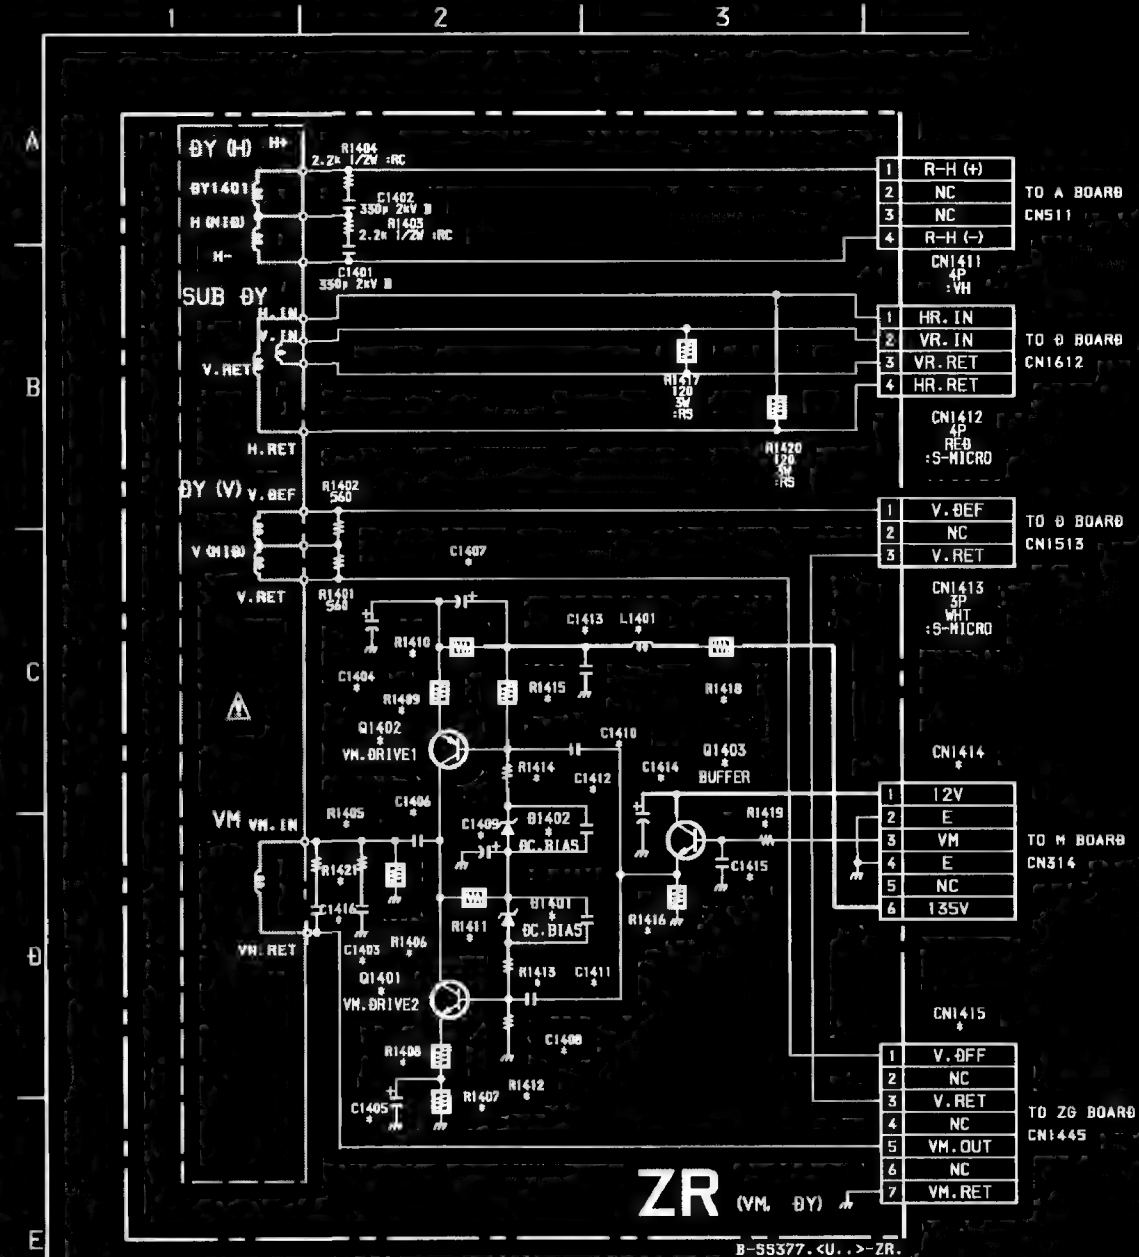 1 2 3
A
B
C
D
E
DY (H) H+
DY1401
H (MID)
H-
R1404
2.2k 1/2W :RC
C1402
330p 2kV B
R1403
2.2k 1/2W :RC
C1401
330p 2kV B
1 R-H (+)
2 NC
3 NC
4 R-H (-)
TO A BOARD
CN511
CN1411
4P
:VH
SUB DY
H.IN
V.IN
V.RET
H.RET
R1417
120
3W
:RS
R1420
120
3W
:RS
1 HR.IN
2 VR.IN
3 VR.RET
4 HR.RET
TO D BOARD
CN1612
CN1412
4P
RED
:S-MICRO
DY (V) V.DEF
V (MID)
V.RET
R1402
560
R1401
560
1 V.DEF
2 NC
3 V.RET
TO D BOARD
CN1513
CN1413
3P
WHT
:S-MICRO
C1407
*
C1413 L1401
* *
R1410
*
C1404
*
R1409
*
R1415
*
R1418
*
Q1402
*
VM.DRIVE1
C1410
*
R1414
*
C1412
*
C1414
*
Q1403
*
BUFFER
CN1414
*
1 12V
2 E
3 VM
4 E
5 NC
6 135V
TO M BOARD
CN314
VM VM.IN
VM.RET
R1405
*
C1406
*
C1409
*
D1402
*
DC.BIAS
R1419
*
C1415
*
R1421
*
C1416
*
C1403
*
R1406
*
R1411
*
D1401
*
DC.BIAS
R1416
*
Q1401
*
VM.DRIVE2
R1413
*
C1411
*
C1408
*
R1408
*
R1412
*
R1407
*
C1405
*
CN1415
*
1 V.DFF
2 NC
3 V.RET
4 NC
5 VM.OUT
6 NC
7 VM.RET
TO ZG BOARD
CN1445
ZR (VM, DY)
B-SS377.<U..>-ZR.